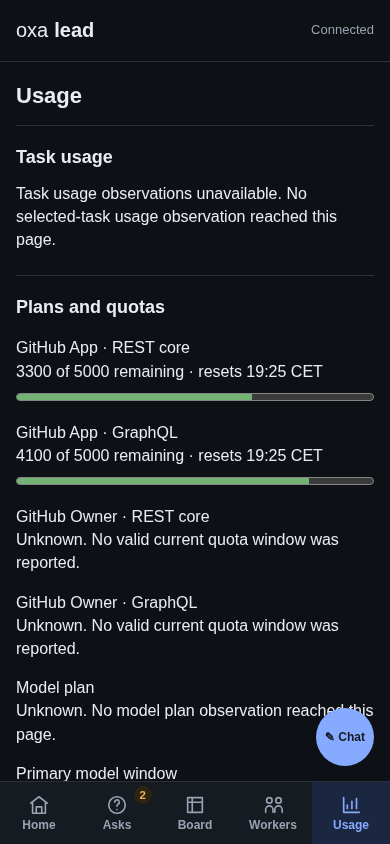 oxa lead
Connected
Usage
Task usage
Task usage observations unavailable. No
selected-task usage observation reached this
page.
Plans and quotas
GitHub App · REST core
3300 of 5000 remaining · resets 19:25 CET
GitHub App · GraphQL
4100 of 5000 remaining · resets 19:25 CET
GitHub Owner · REST core
Unknown. No valid current quota window was
reported.
GitHub Owner · GraphQL
Unknown. No valid current quota window was
reported.
Model plan
Unknown. No model plan observation reached this
page.
✎ Chat
Primary model window
2
Home
Asks
Board
Workers
Usage